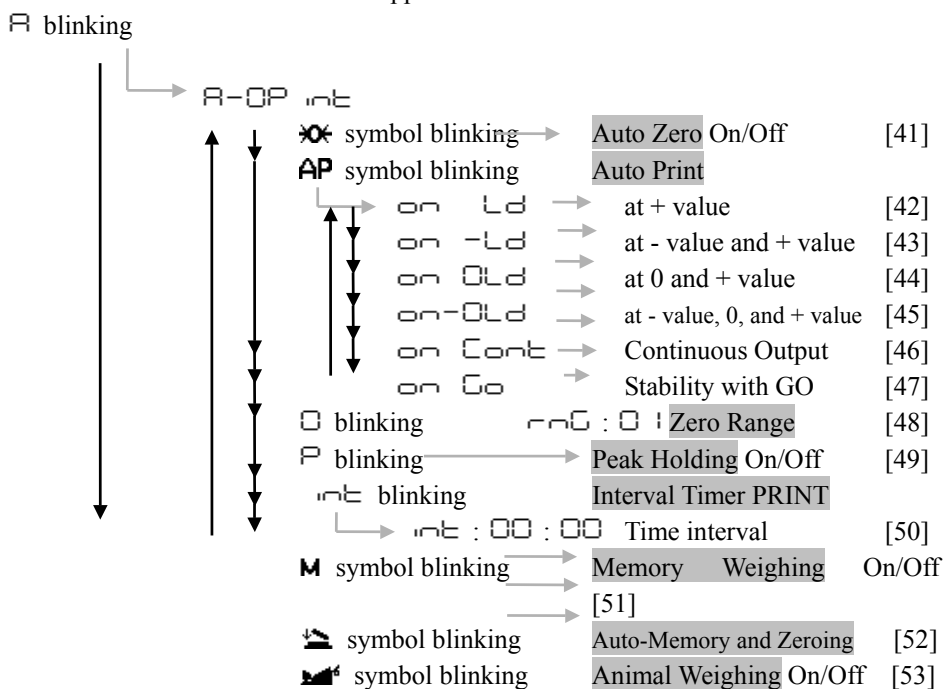 A blinking
A-OP int
symbol blinking Auto Zero On/Off [41]
AP symbol blinking Auto Print
on Ld at + value [42]
on -Ld at - value and + value [43]
on 0Ld at 0 and + value [44]
on-0Ld at - value, 0, and + value [45]
on Cont Continuous Output [46]
on Go Stability with GO [47]
0 blinking rnG : 0 1 Zero Range [48]
P blinking Peak Holding On/Off [49]
int blinking Interval Timer PRINT
int : 00 : 00 Time interval [50]
M symbol blinking Memory Weighing On/Off
[51]
symbol blinking Auto-Memory and Zeroing [52]
symbol blinking Animal Weighing On/Off [53]